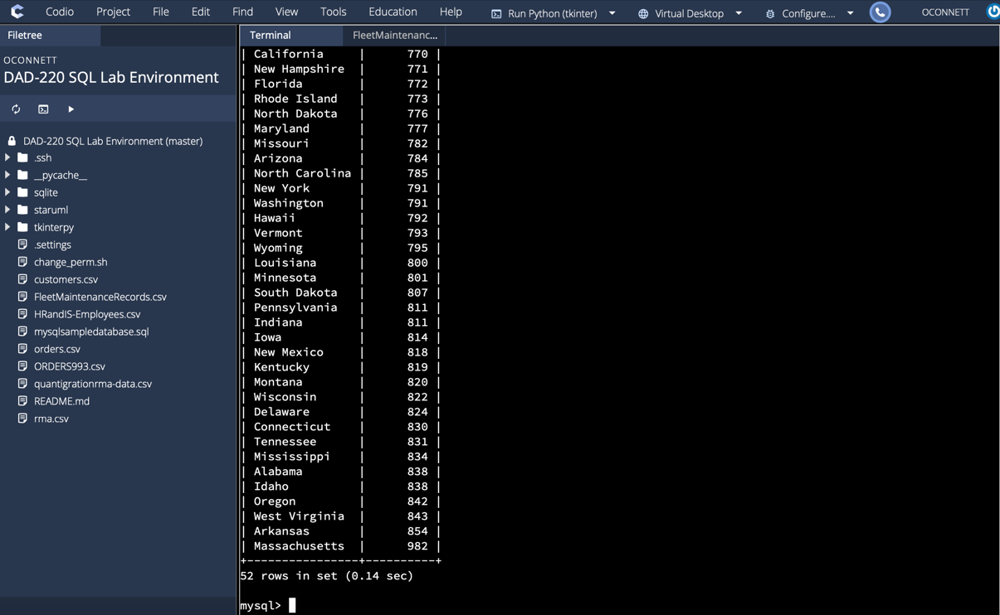 Codio Project File Edit Find View Tools Education Help Run Python (tkinter) Virtual Desktop Configure.... OCONNETT
Filetree
OCONNETT
DAD-220 SQL Lab Environment
DAD-220 SQL Lab Environment (master)
.ssh
__pycache__
sqlite
staruml
tkinterpy
.settings
change_perm.sh
customers.csv
FleetMaintenanceRecords.csv
HRandIS-Employees.csv
mysqlsampledatabase.sql
orders.csv
ORDERS993.csv
quantigrationrma-data.csv
README.md
rma.csv
Terminal FleetMaintenanc...
| California | 770 |
| New Hampshire | 771 |
| Florida | 772 |
| Rhode Island | 773 |
| North Dakota | 776 |
| Maryland | 777 |
| Missouri | 782 |
| Arizona | 784 |
| North Carolina | 785 |
| New York | 791 |
| Washington | 791 |
| Hawaii | 792 |
| Vermont | 793 |
| Wyoming | 795 |
| Louisiana | 800 |
| Minnesota | 801 |
| South Dakota | 807 |
| Pennsylvania | 811 |
| Indiana | 811 |
| Iowa | 814 |
| New Mexico | 818 |
| Kentucky | 819 |
| Montana | 820 |
| Wisconsin | 822 |
| Delaware | 824 |
| Connecticut | 830 |
| Tennessee | 831 |
| Mississippi | 834 |
| Alabama | 838 |
| Idaho | 838 |
| Oregon | 842 |
| West Virginia | 843 |
| Arkansas | 854 |
| Massachusetts | 982 |
+----------------+----------+
52 rows in set (0.14 sec)
mysql>